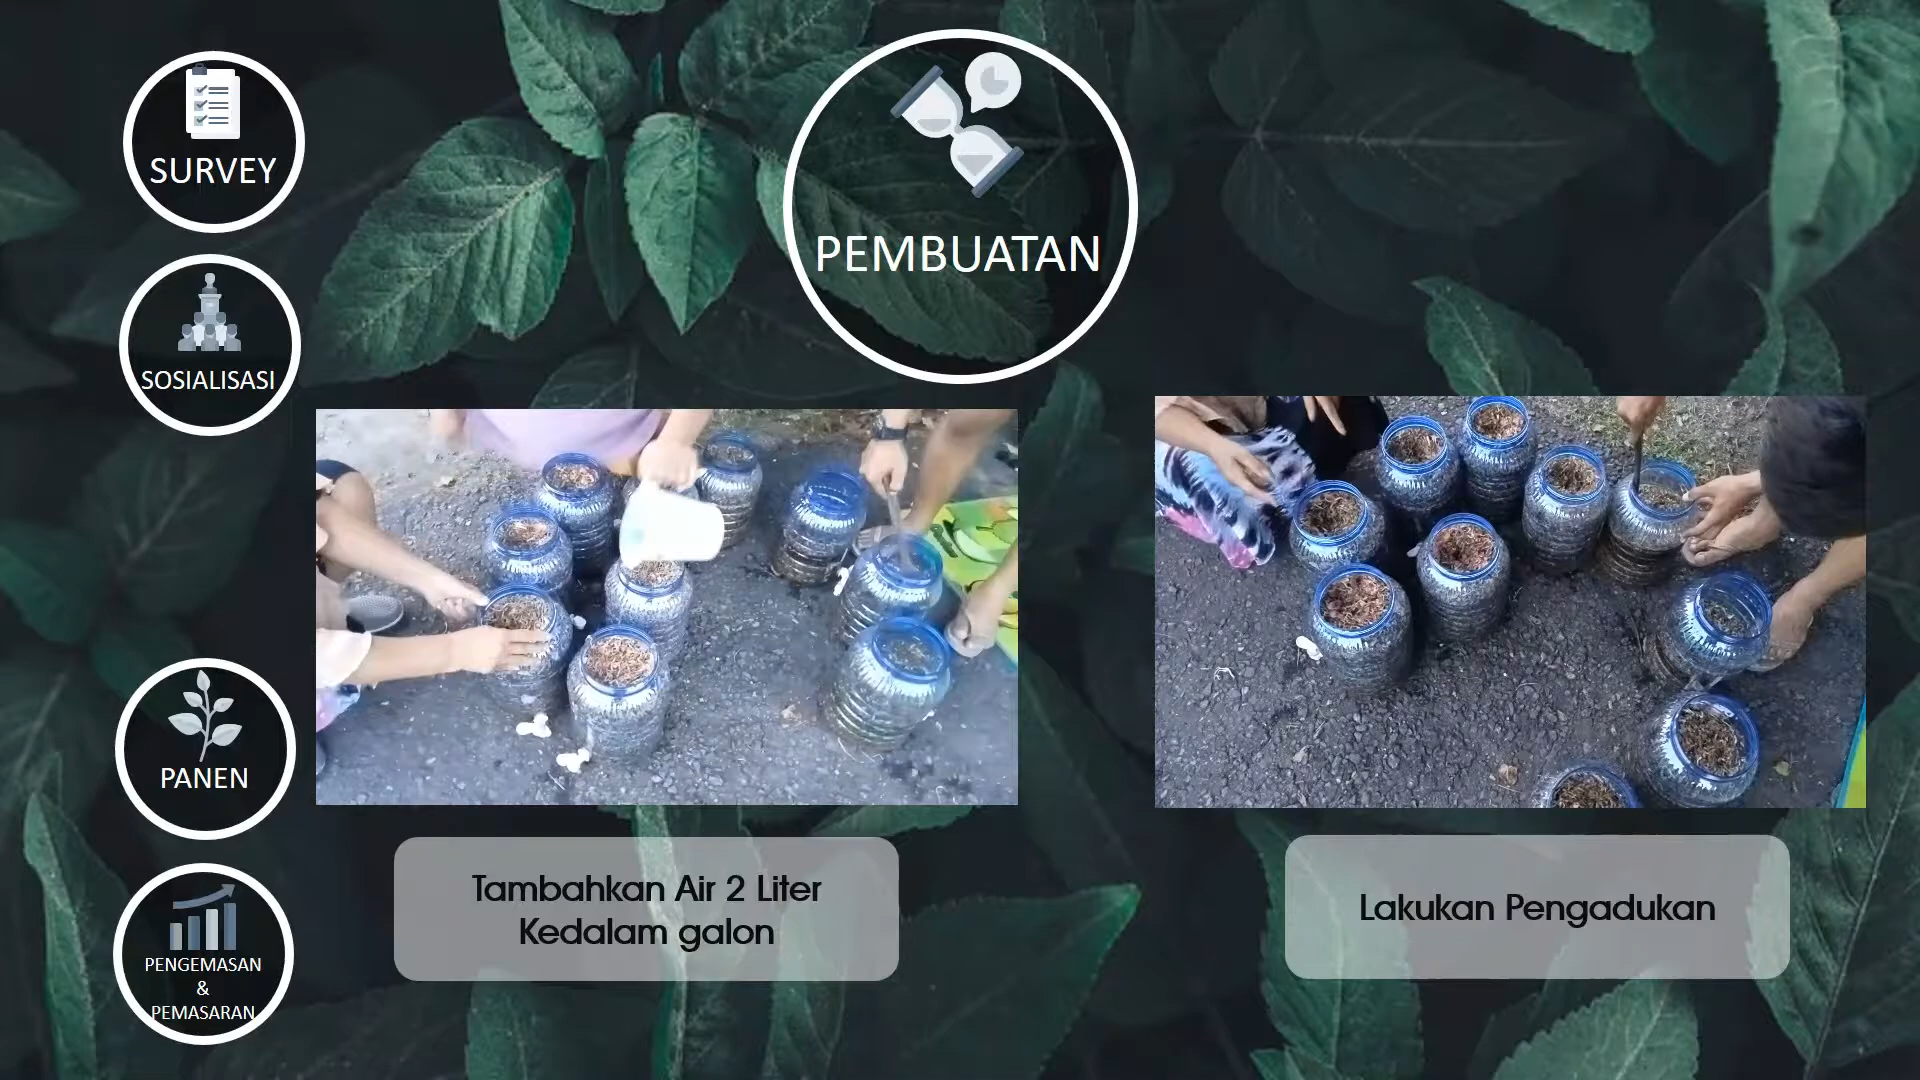 SURVEY
SOSIALISASI
PANEN
PENGEMASAN
&
PEMASARAN
PEMBUATAN
Tambahkan Air 2 Liter
Kedalam galon
Lakukan Pengadukan